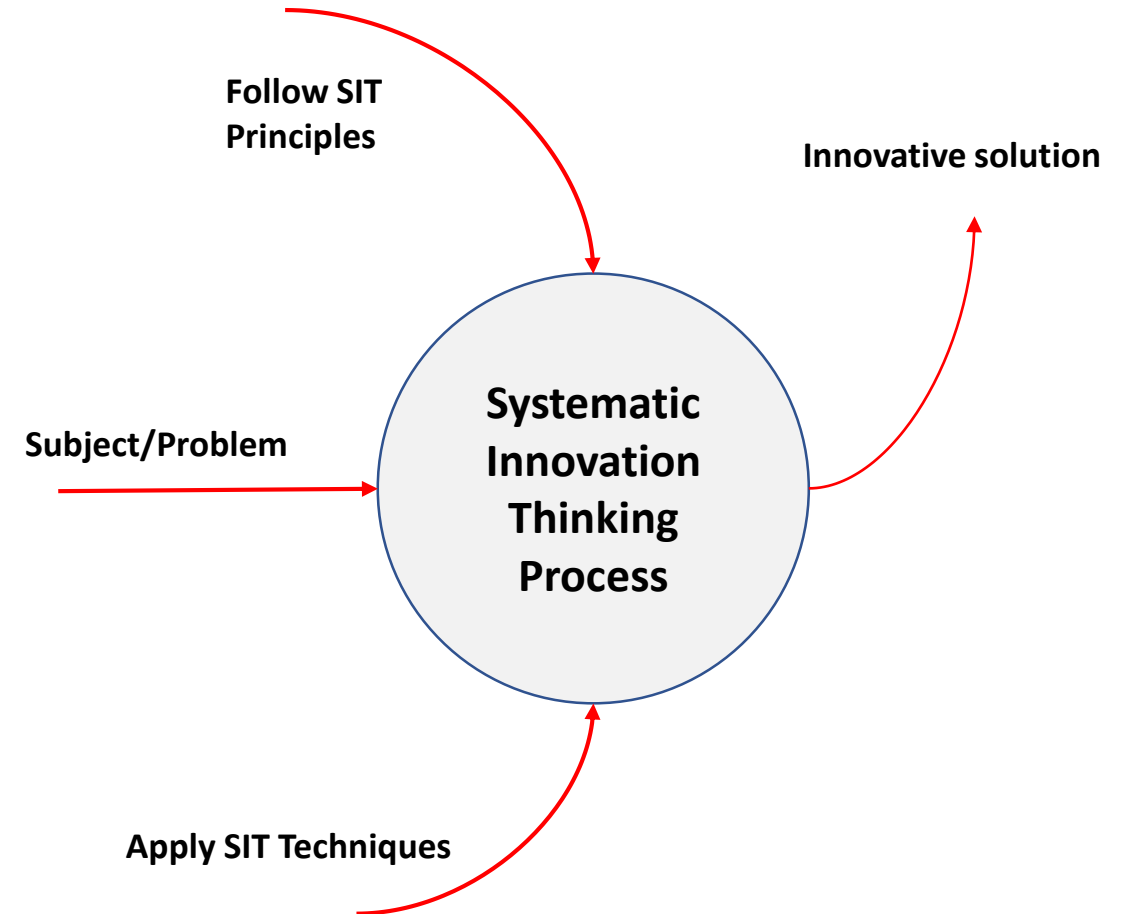 Follow SIT
Principles
Innovative solution
Subject/Problem
Systematic
Innovation
Thinking
Process
Apply SIT Techniques